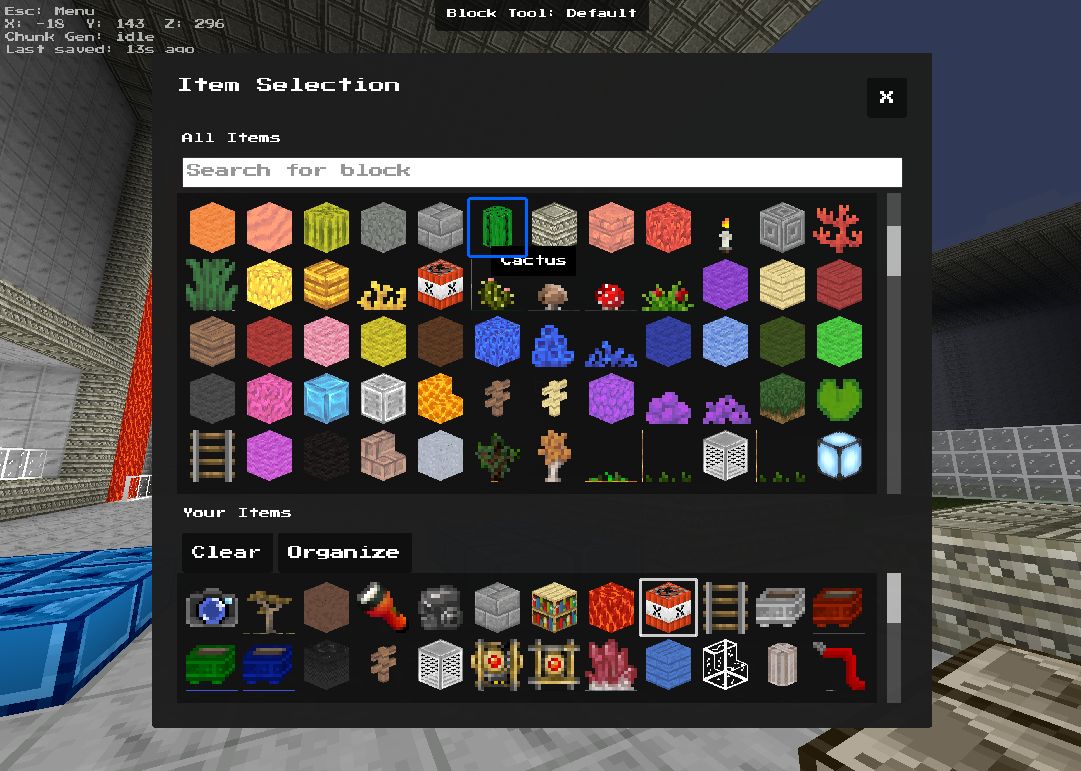 Esc: Menu
X: -18 Y: 143 Z: 296
Chunk Gen: idle
Last saved: 13s ago
Block Tool: Default
Item Selection
X
All Items
Search for block
Cactus
Your Items
Clear
Organize